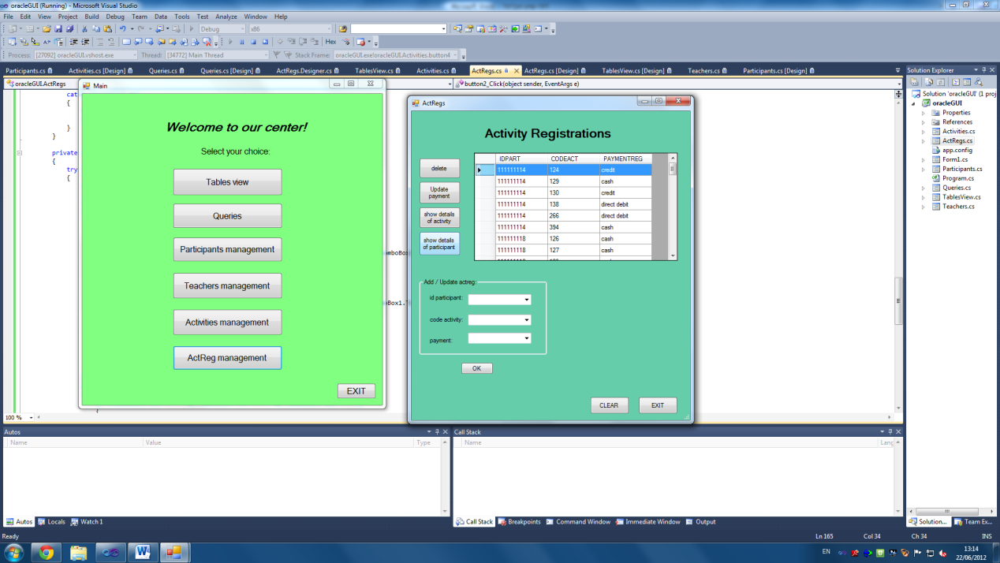 oracleGUI (Running) - Microsoft Visual Studio
File Edit View Project Build Debug Team Data Tools Test Analyze Window Help
Debug x86
Hex
Process: [27092] oracleGUI.vshost.exe Thread: [34772] Main Thread Stack Frame: oracleGUI.exe!oracleGUI.Activities.button4
Participants.cs Activities.cs [Design] Queries.cs Queries.cs [Design] ActRegs.Designer.cs TablesView.cs Activities.cs ActRegs.cs ActRegs.cs [Design] TablesView.cs [Design] Teachers.cs Participants.cs [Design]
oracleGUI.ActRegs
button2_Click(object sender, EventArgs e)
cat
{
}
}
private
{
try
{
{
100 %
Main
Welcome to our center!
Select your choice:
Tables view
Queries
Participants management
Teachers management
Activities management
ActReg management
EXIT
ActRegs
Activity Registrations
delete
Update payment
show details of activity
show details of participant
IDPART CODEACT PAYMENTREG
111111114 124 credit
111111114 129 cash
111111114 130 credit
111111114 138 direct debit
111111114 266 direct debit
111111114 394 cash
111111118 126 cash
111111118 127 cash
Add / Update actreg:
id participant:
code activity:
payment:
OK
CLEAR EXIT
Solution Explorer
Solution 'oracleGUI' (1 proj
oracleGUI
Properties
References
Activities.cs
ActRegs.cs
app.config
Form1.cs
Participants.cs
Program.cs
Queries.cs
TablesView.cs
Teachers.cs
Solution... Team Ex...
Autos
Name Value Type
Autos Locals Watch 1
Call Stack
Name Lang
Call Stack Breakpoints Command Window Immediate Window Output
Ready Ln 165 Col 34 Ch 34 INS
EN
13:14
22/06/2012